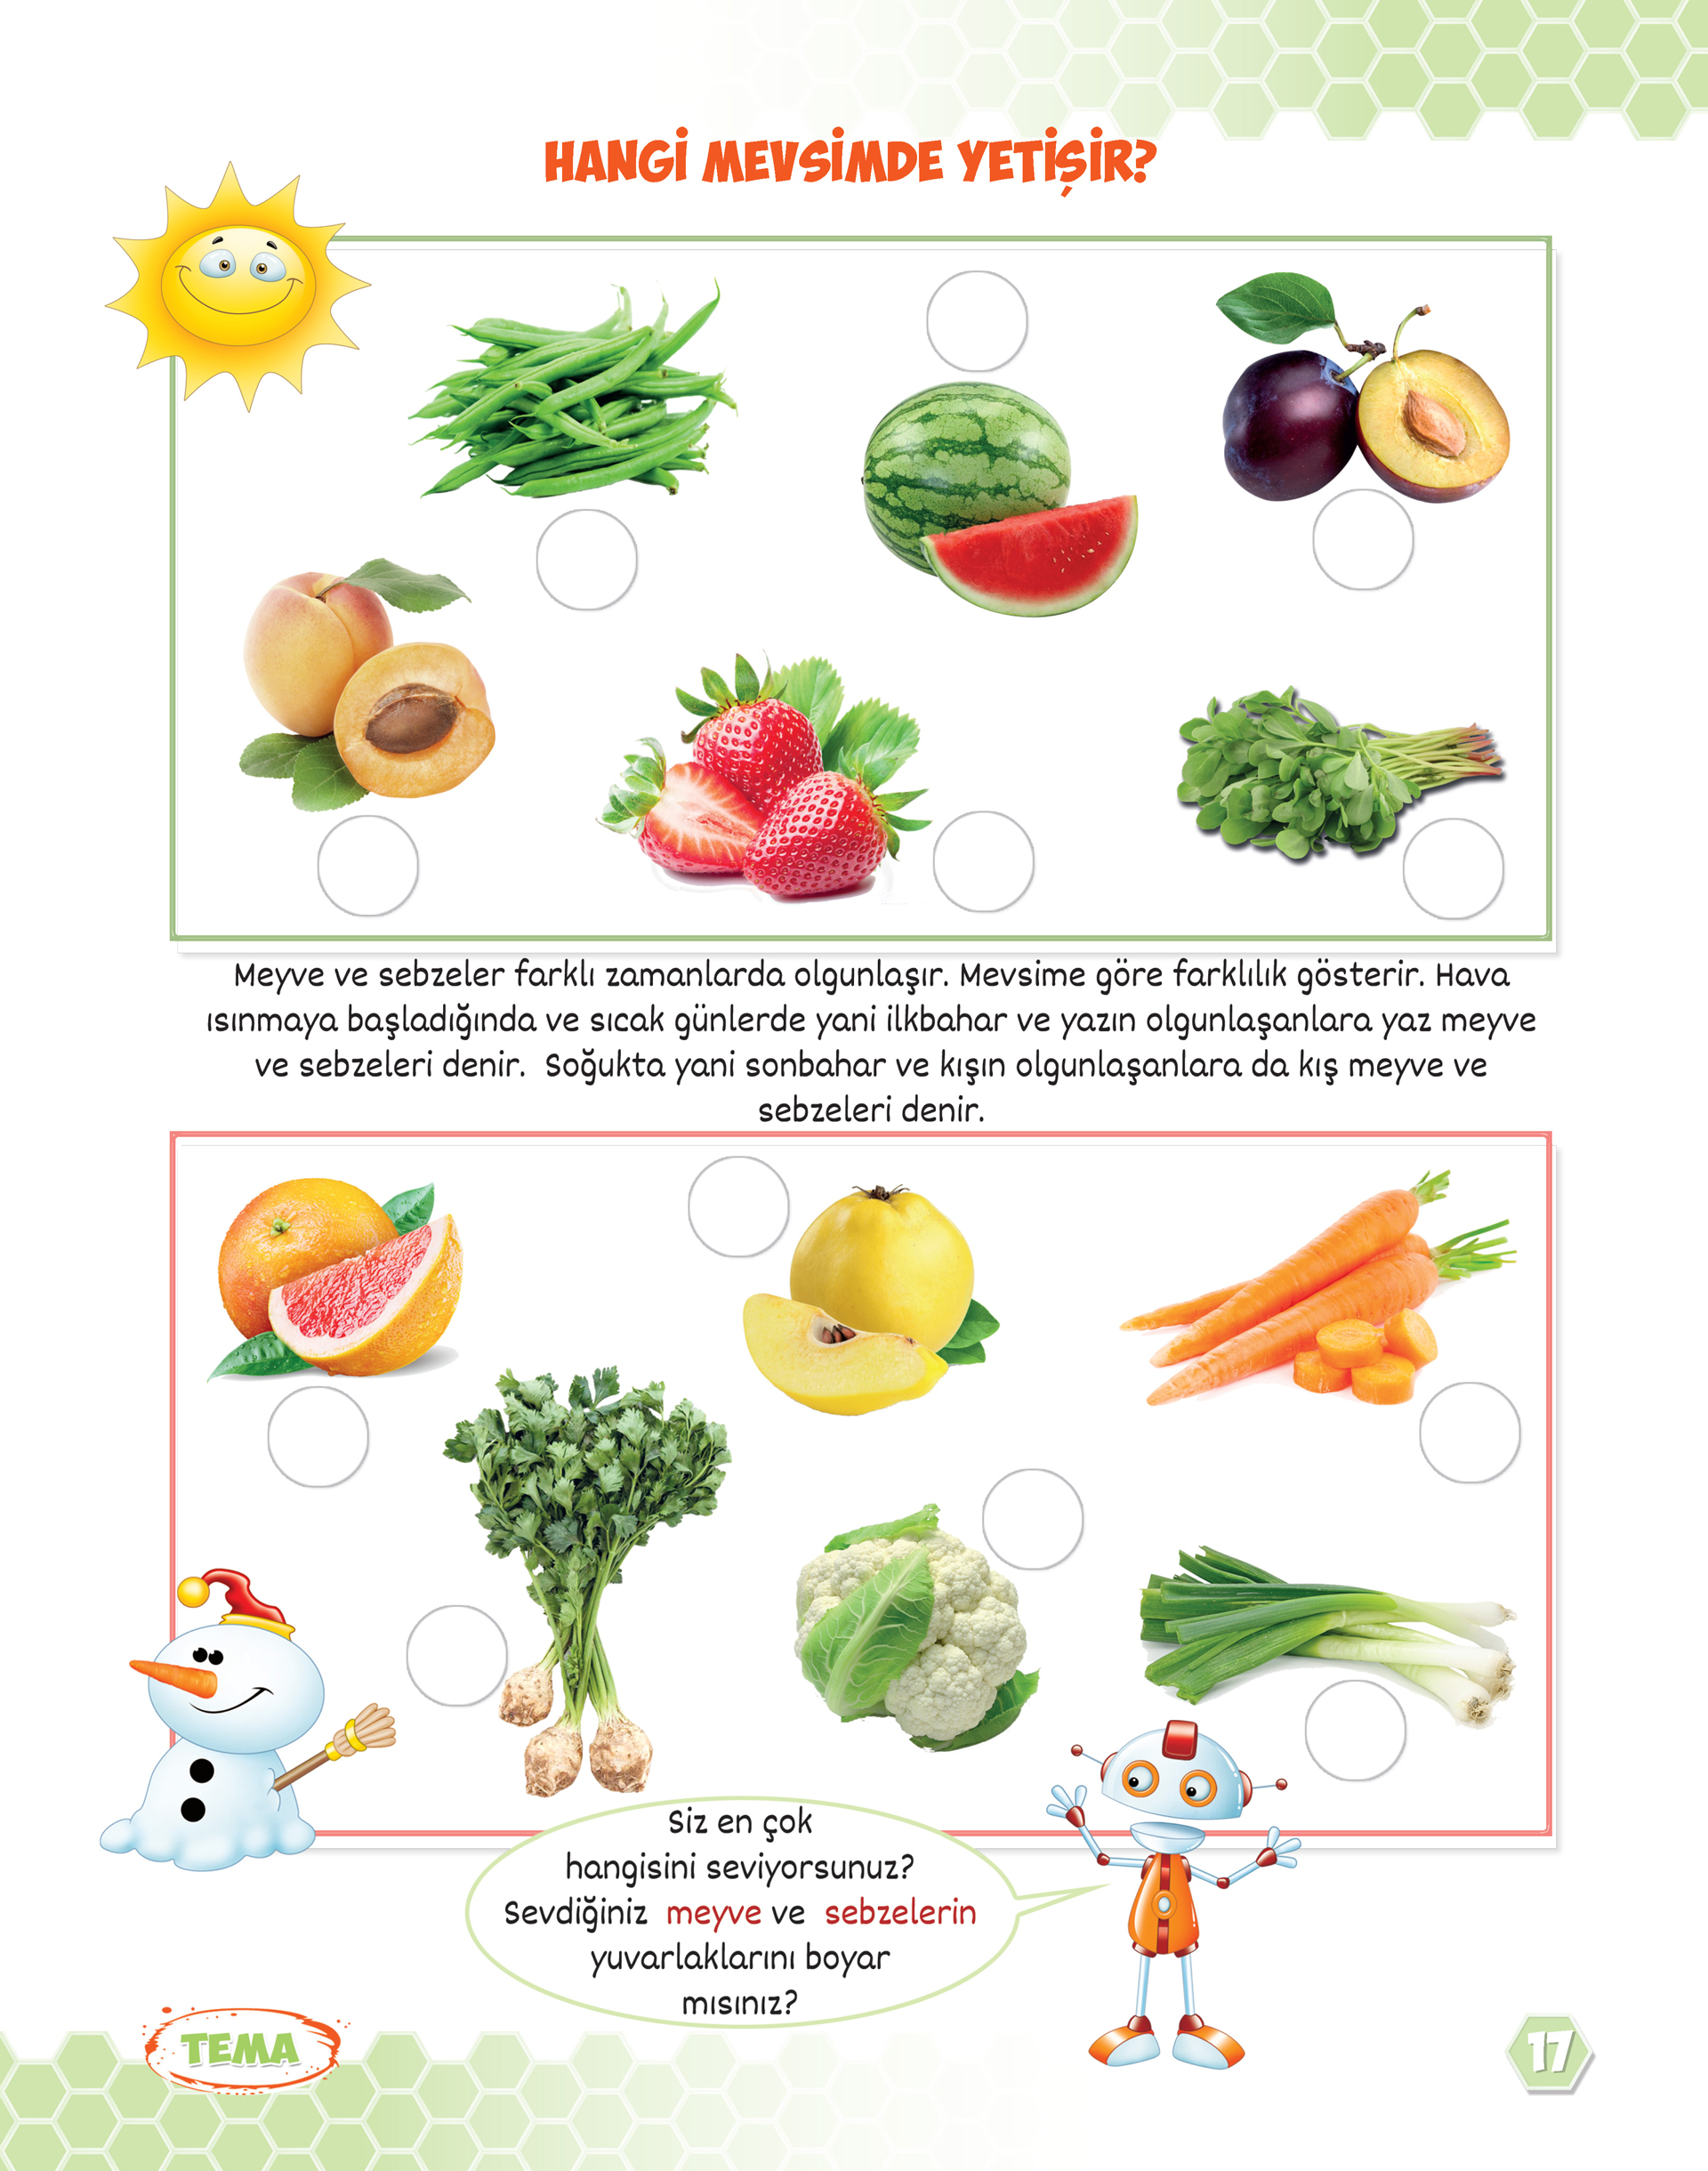 HANGİ MEVSİMDE YETİŞİR?
Meyve ve sebzeler farklı zamanlarda olgunlaşır. Mevsime göre farklılık gösterir. Hava
ısınmaya başladığında ve sıcak günlerde yani ilkbahar ve yazın olgunlaşanlara yaz meyve
ve sebzeleri denir. Soğukta yani sonbahar ve kışın olgunlaşanlara da kış meyve ve
sebzeleri denir.
Siz en çok
hangisini seviyorsunuz?
Sevdiğiniz meyve ve sebzelerin
yuvarlaklarını boyar
mısınız?
TEMA
17